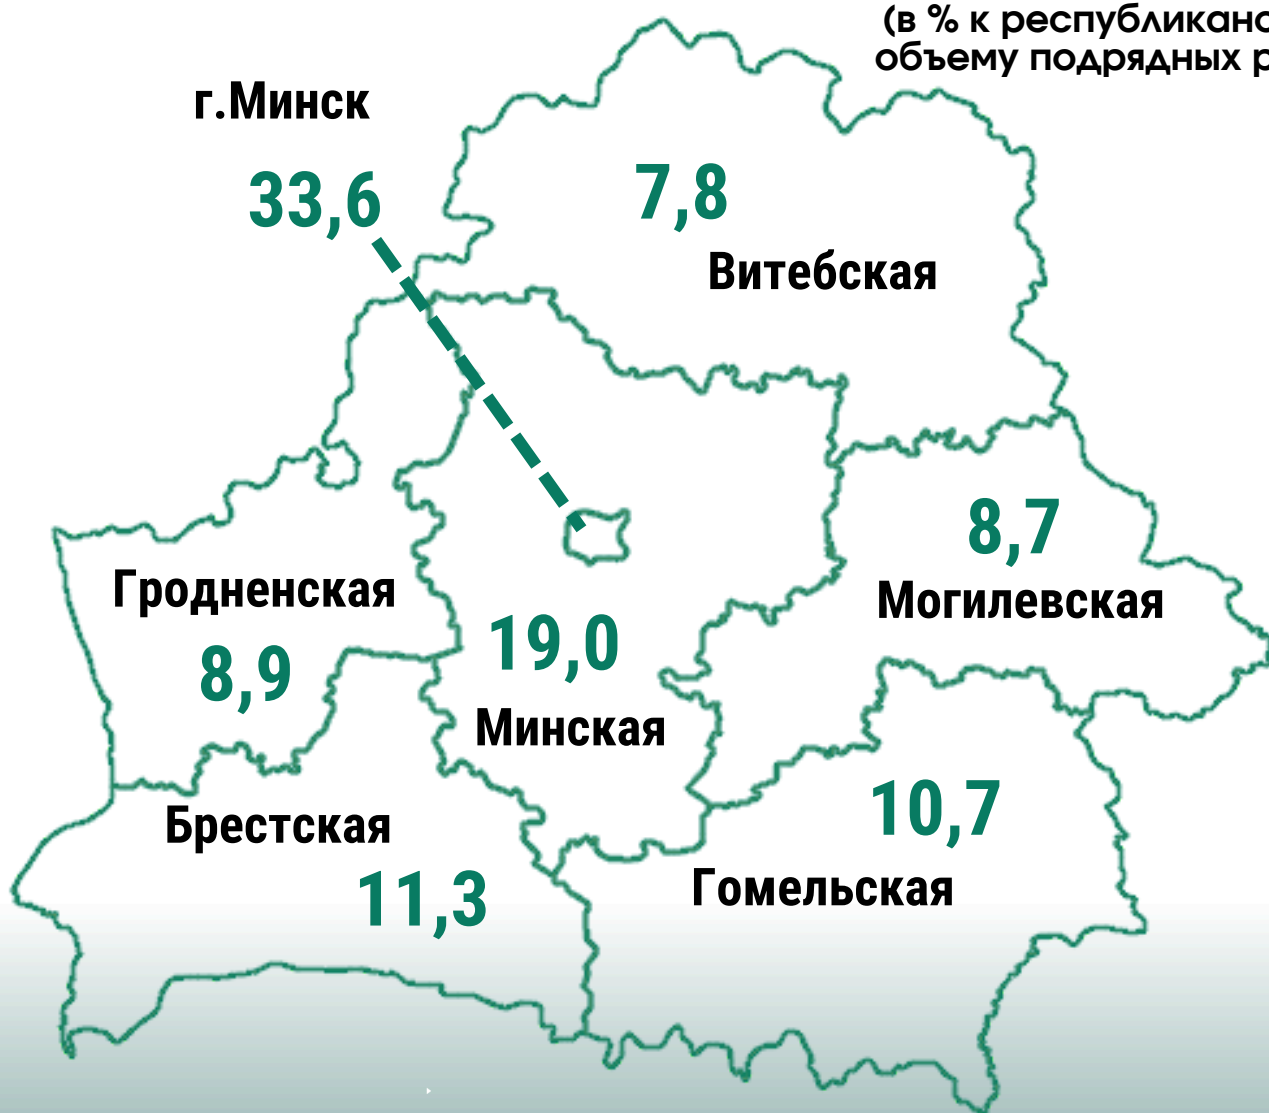 (в % к
объему подрядных
г.Минск
33,6
7,8
Витебская
8,7
Могилевская
Гродненская
8,9
19,0
Минская
Брестская
11,3
10,7
Гомельская